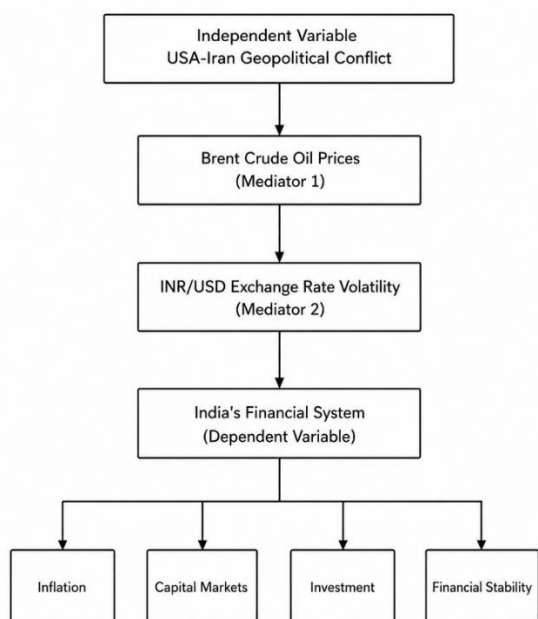 Independent Variable
USA-Iran Geopolitical Conflict
Brent Crude Oil Prices
(Mediator 1)
INR/USD Exchange Rate Volatility
(Mediator 2)
India's Financial System
(Dependent Variable)
Inflation
Capital Markets
Investment
Financial Stability